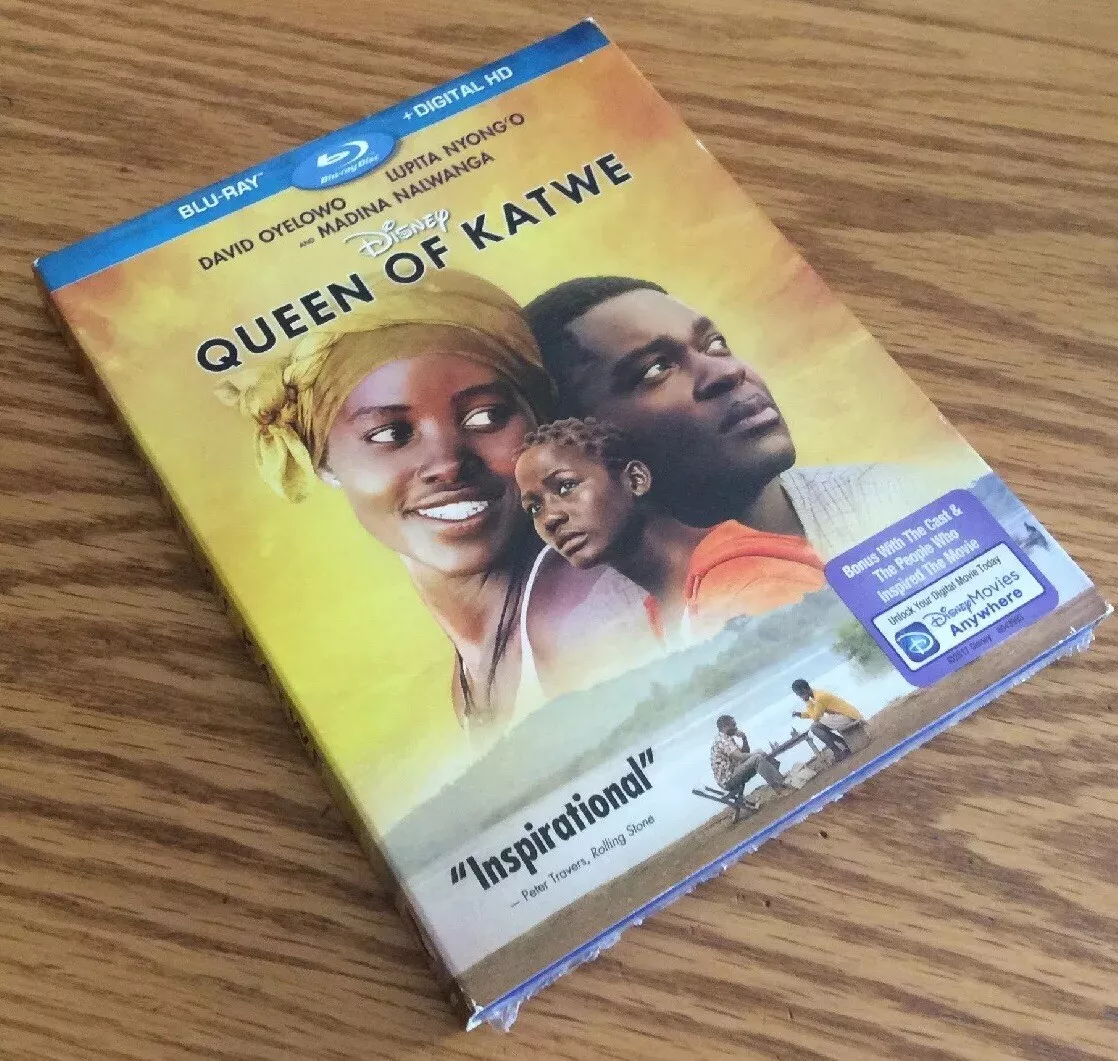 BLU-RAY™
Blu-ray Disc
+DIGITAL HD
DAVID OYELOWO LUPITA NYONG'O
AND MADINA NALWANGA
Disney
QUEEN OF KATWE
Bonus With The Cast &
The People Who
Inspired The Movie
Unlock Your Digital Movie Today
Disney Movies
Anywhere
"Inspirational"
— Peter Travers, Rolling Stone